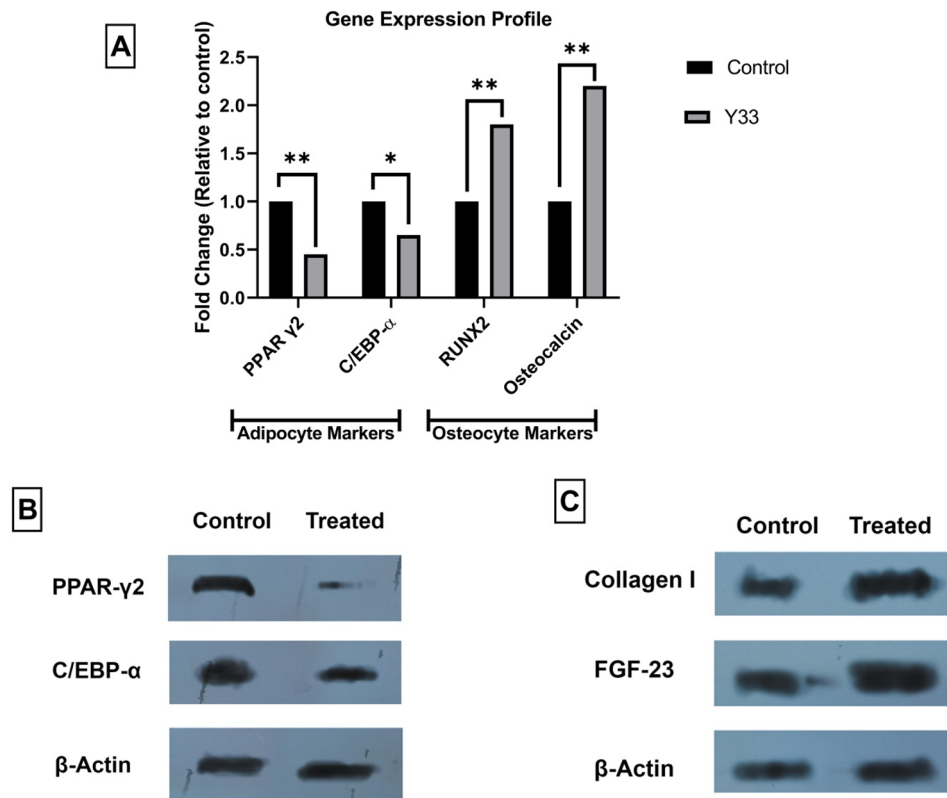 Gene Expression Profile
A
Fold Change (Relative to control)
2.5
2.0
1.5
1.0
0.5
0.0
** * ** **
Control
Y33
PPAR γ2 C/EBP-α RUNX2 Osteocalcin
Adipocyte Markers Osteocyte Markers
B
Control Treated
PPAR-γ2
C/EBP-α
β-Actin
C
Control Treated
Collagen I
FGF-23
β-Actin